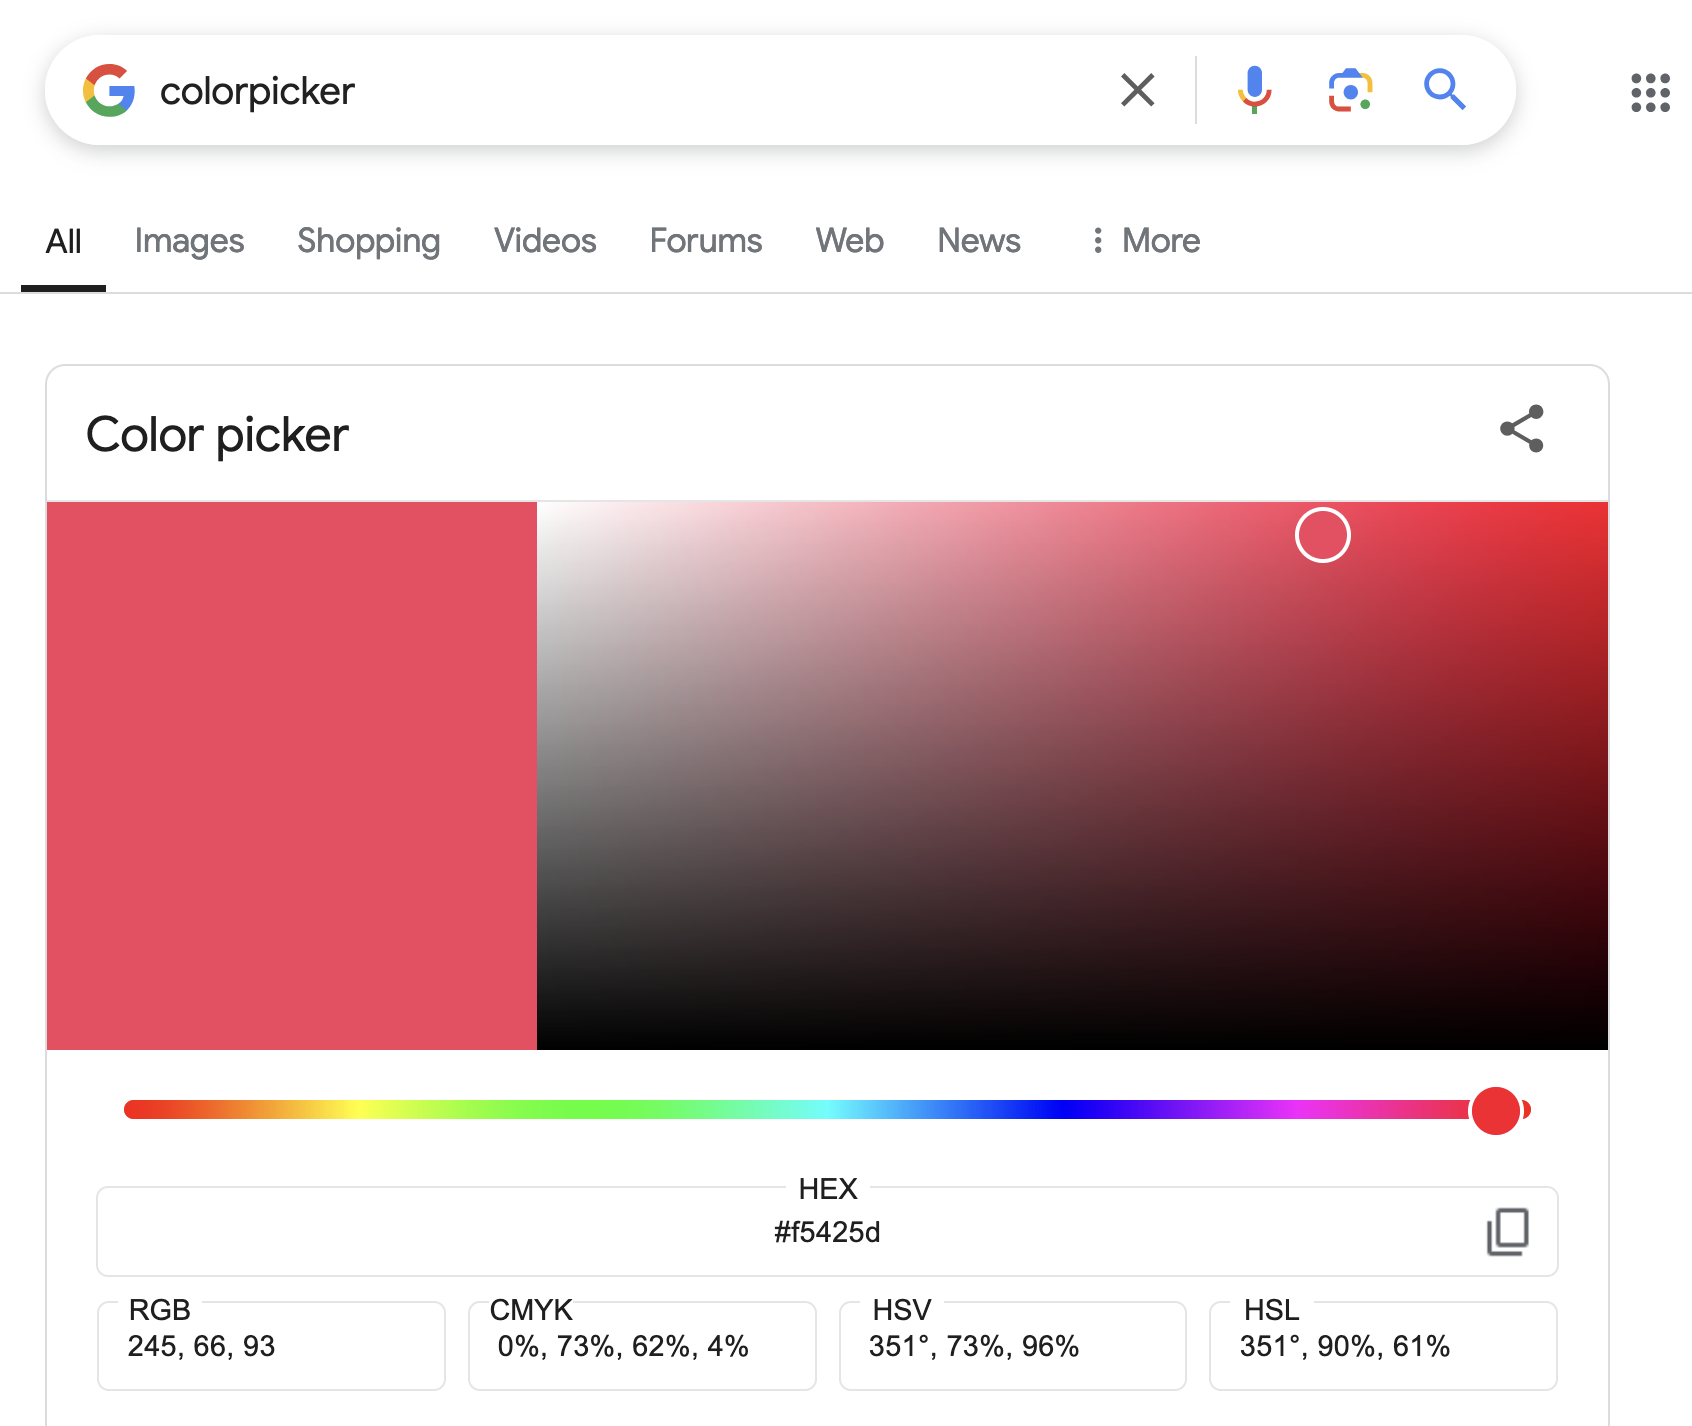 colorpicker
All Images Shopping Videos Forums Web News More
Color picker
HEX
#f5425d
RGB CMYK HSV HSL
245, 66, 93 0%, 73%, 62%, 4% 351°, 73%, 96% 351°, 90%, 61%